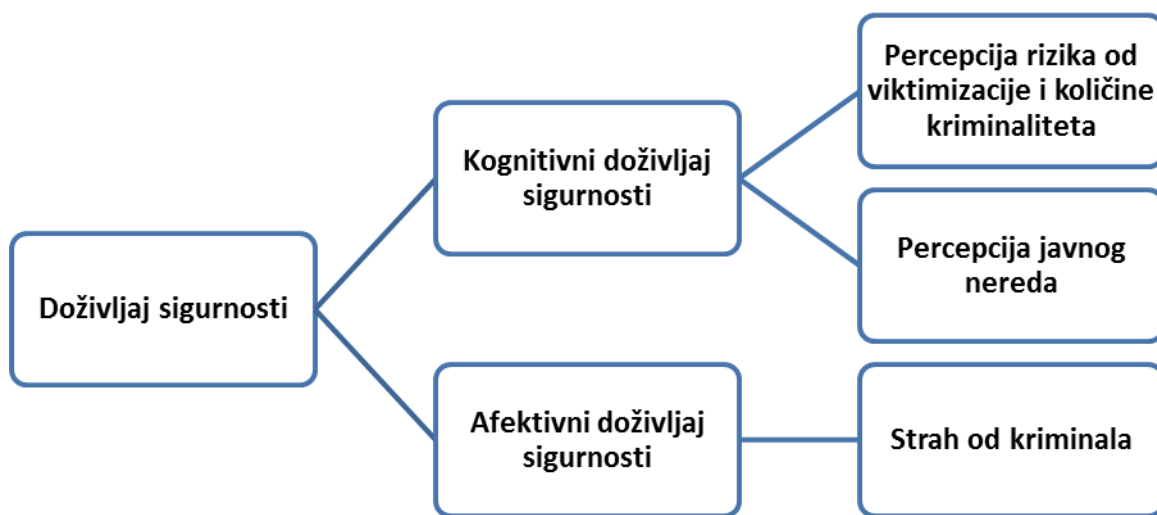 Doživljaj sigurnosti
Kognitivni doživljaj
sigurnosti
Percepcija rizika od
viktimizacije i količine
kriminaliteta
Percepcija javnog
nereda
Afektivni doživljaj
sigurnosti
Strah od kriminala